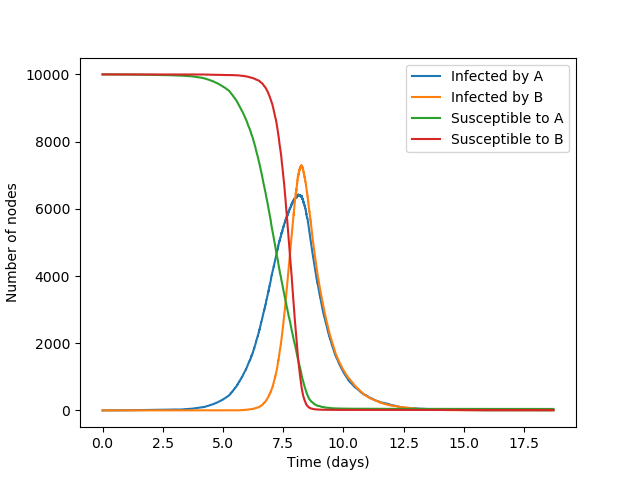 10000
8000
6000
4000
2000
0
Number of nodes
Infected by A
Infected by B
Susceptible to A
Susceptible to B
0.0 2.5 5.0 7.5 10.0 12.5 15.0 17.5
Time (days)